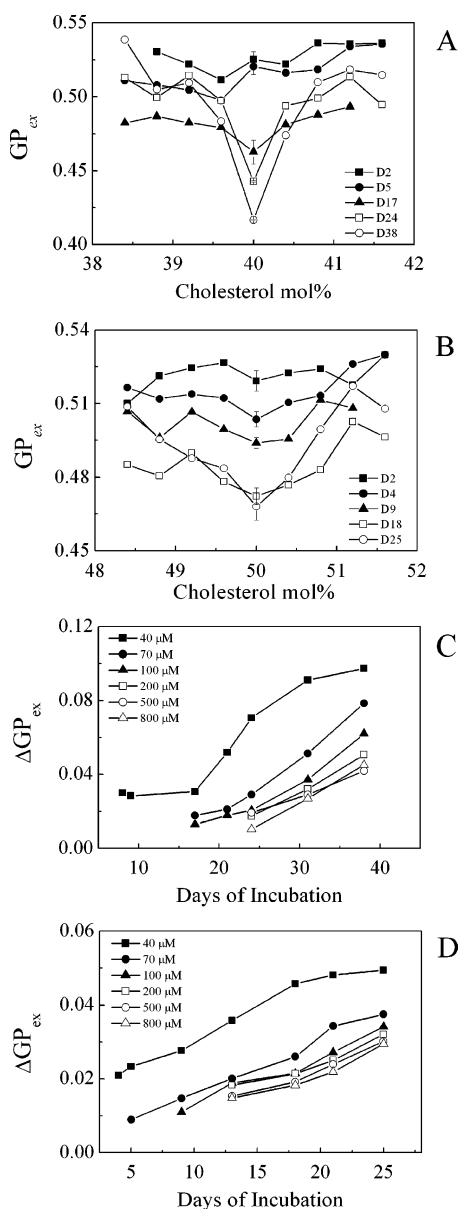 A
0.55
0.50
0.45
0.40
GPex
D2
D5
D17
D24
D38
38 39 40 41 42
Cholesterol mol%
B
0.54
0.51
0.48
0.45
GPex
D2
D4
D9
D18
D25
48 49 50 51 52
Cholesterol mol%
C
0.12
0.08
0.04
0.00
ΔGPex
40 μM
70 μM
100 μM
200 μM
500 μM
800 μM
10 20 30 40
Days of Incubation
D
0.06
0.04
0.02
0.00
ΔGPex
40 μM
70 μM
100 μM
200 μM
500 μM
800 μM
5 10 15 20 25
Days of Incubation